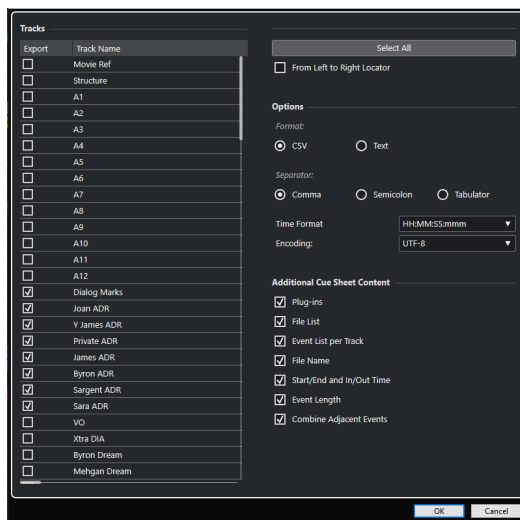 Tracks
Export Track Name
Movie Ref
Structure
A1
A2
A3
A4
A5
A6
A7
A8
A9
A10
A11
A12
Dialog Marks
Joan ADR
Y James ADR
Private ADR
James ADR
Byron ADR
Sargent ADR
Sara ADR
VO
Xtra DIA
Byron Dream
Mehgan Dream
Select All
From Left to Right Locator
Options
Format:
CSV Text
Separator:
Comma Semicolon Tabulator
Time Format HH:MM:SS:mmm
Encoding: UTF-8
Additional Cue Sheet Content
Plug-ins
File List
Event List per Track
File Name
Start/End and In/Out Time
Event Length
Combine Adjacent Events
OK Cancel